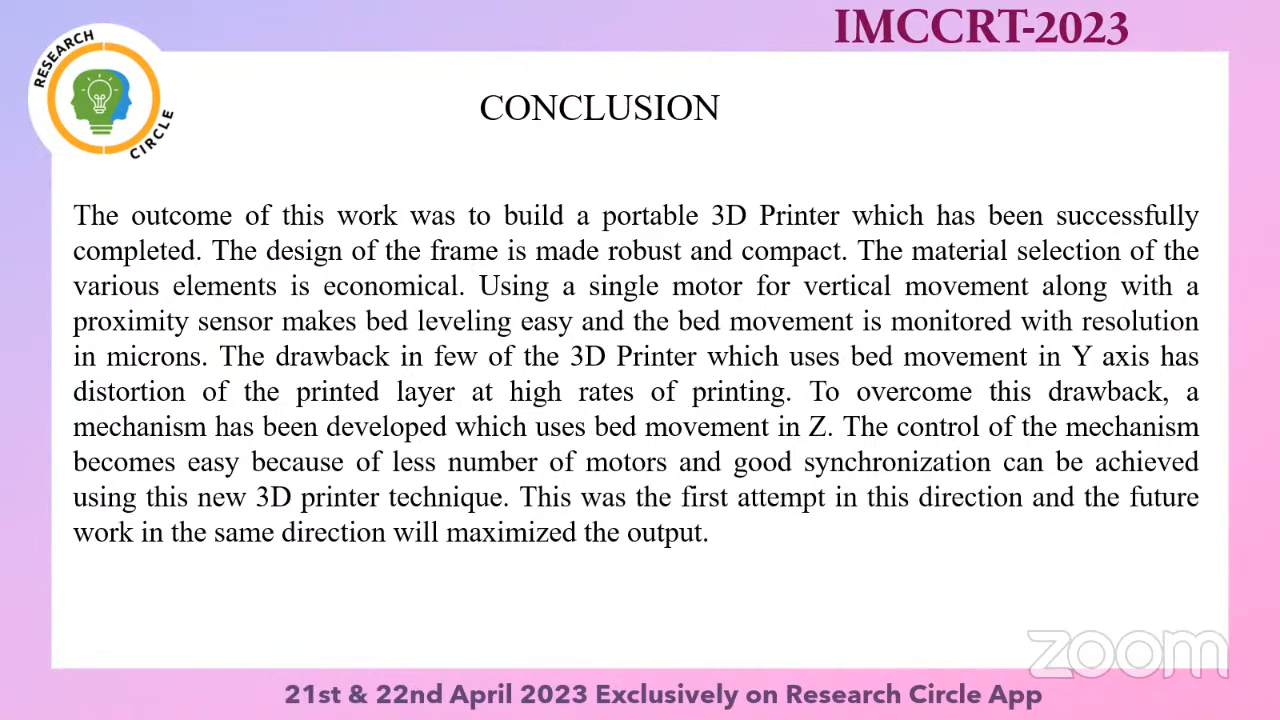 IMCCRT-2023
RESEARCH
CIRCLE
CONCLUSION
The outcome of this work was to build a portable 3D Printer which has been successfully
completed. The design of the frame is made robust and compact. The material selection of the
various elements is economical. Using a single motor for vertical movement along with a
proximity sensor makes bed leveling easy and the bed movement is monitored with resolution
in microns. The drawback in few of the 3D Printer which uses bed movement in Y axis has
distortion of the printed layer at high rates of printing. To overcome this drawback, a
mechanism has been developed which uses bed movement in Z. The control of the mechanism
becomes easy because of less number of motors and good synchronization can be achieved
using this new 3D printer technique. This was the first attempt in this direction and the future
work in the same direction will maximized the output.
zoom
21st & 22nd April 2023 Exclusively on Research Circle App